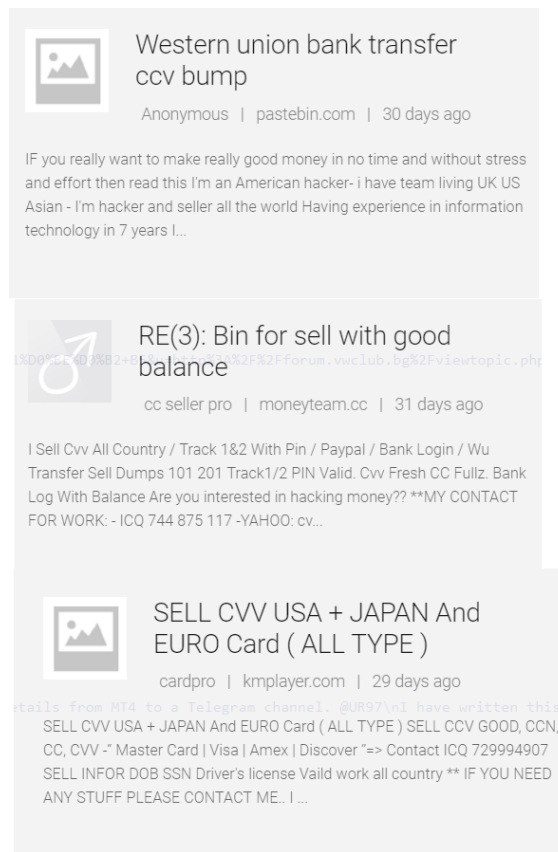 Western union bank transfer
ccv bump
Anonymous | pastebin.com | 30 days ago
IF you really want to make really good money in no time and without stress
and effort then read this I'm an American hacker- i have team living UK US
Asian - I'm hacker and seller all the world Having experience in information
technology in 7 years I...
RE(3): Bin for sell with good
balance
cc seller pro | moneyteam.cc | 31 days ago
I Sell Cvv All Country / Track 1&2 With Pin / Paypal / Bank Login / Wu
Transfer Sell Dumps 101 201 Track1/2 PIN Valid. Cvv Fresh CC Fullz. Bank
Log With Balance Are you interested in hacking money?? **MY CONTACT
FOR WORK: - ICQ 744 875 117 -YAHOO: cv...
SELL CVV USA + JAPAN And
EURO Card ( ALL TYPE )
cardpro | kmplayer.com | 29 days ago
etails from MT4 to a Telegram channel. @UR97\nI have written this
SELL CVV USA + JAPAN And EURO Card ( ALL TYPE ) SELL CCV GOOD, CCN,
CC, CVV -" Master Card | Visa | Amex | Discover "=> Contact ICQ 729994907
SELL INFOR DOB SSN Driver's license Vaild work all country ** IF YOU NEED
ANY STUFF PLEASE CONTACT ME.. I ...